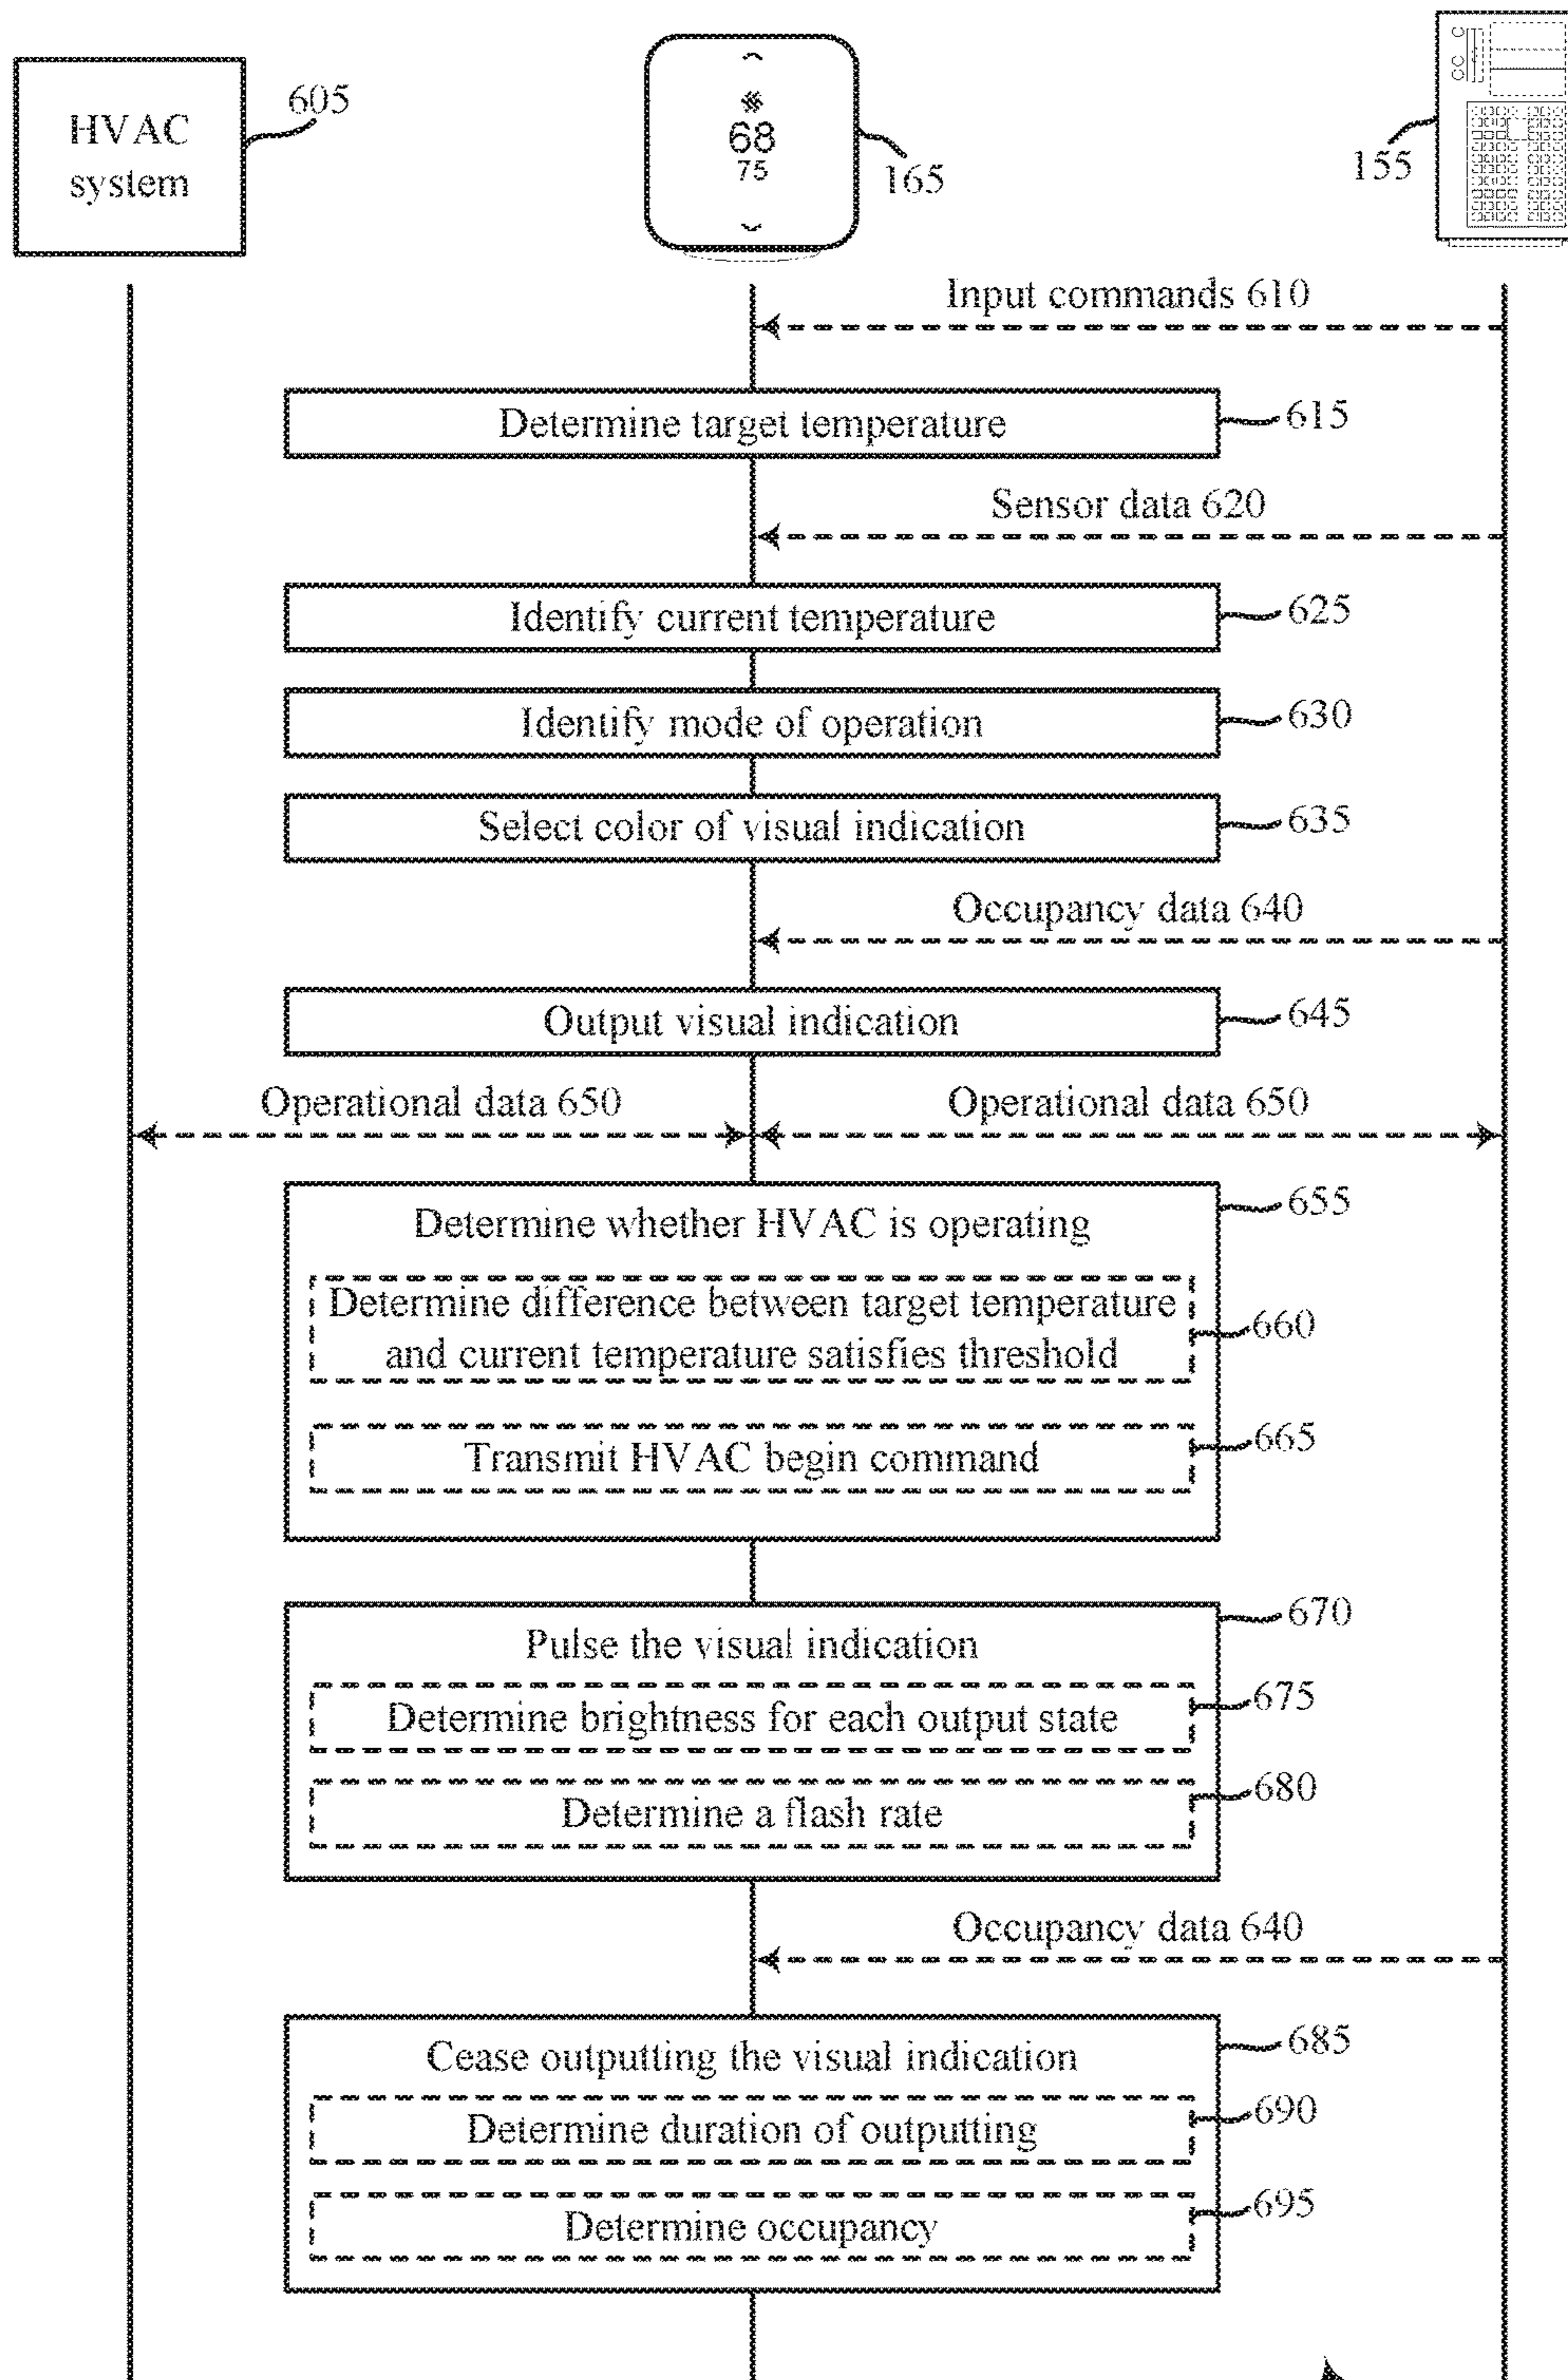 HVAC
system
605
68
75
165
155
Input commands 610
Determine target temperature
615
Sensor data 620
Identify current temperature
625
Identify mode of operation
630
Select color of visual indication
635
Occupancy data 640
Output visual indication
645
Operational data 650
Operational data 650
Determine whether HVAC is operating
655
Determine difference between target temperature
and current temperature satisfies threshold
660
Transmit HVAC begin command
665
Pulse the visual indication
670
Determine brightness for each output state
675
Determine a flash rate
680
Occupancy data 640
Cease outputting the visual indication
685
Determine duration of outputting
690
Determine occupancy
695